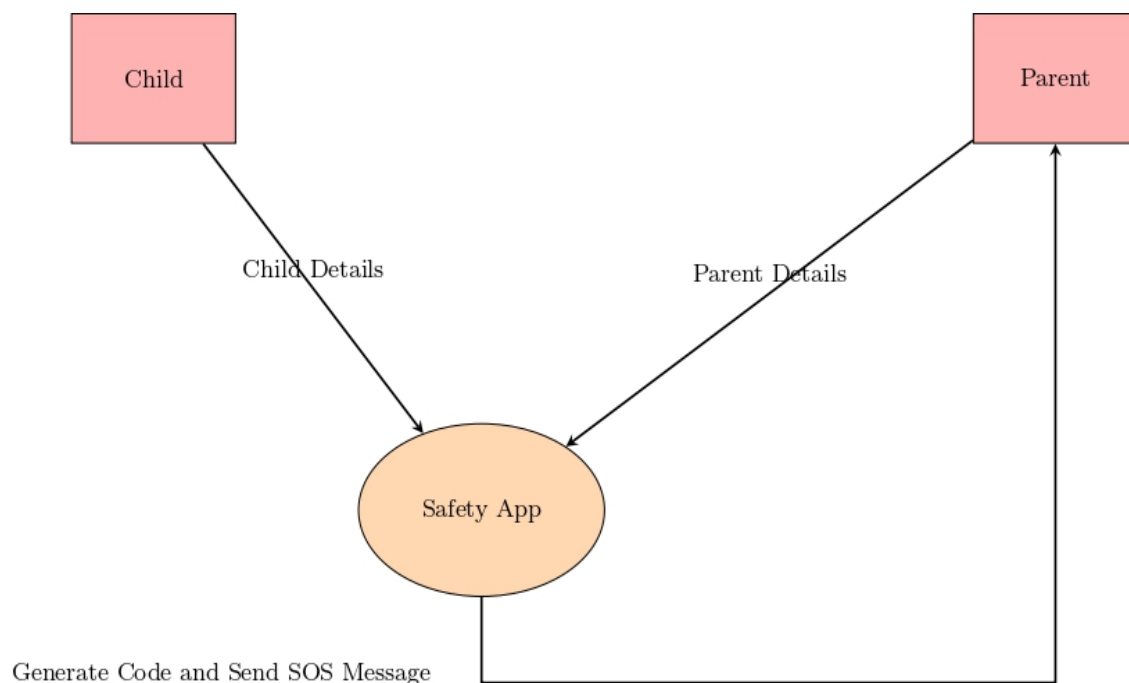 Child
Parent
Child Details
Parent Details
Safety App
Generate Code and Send SOS Message